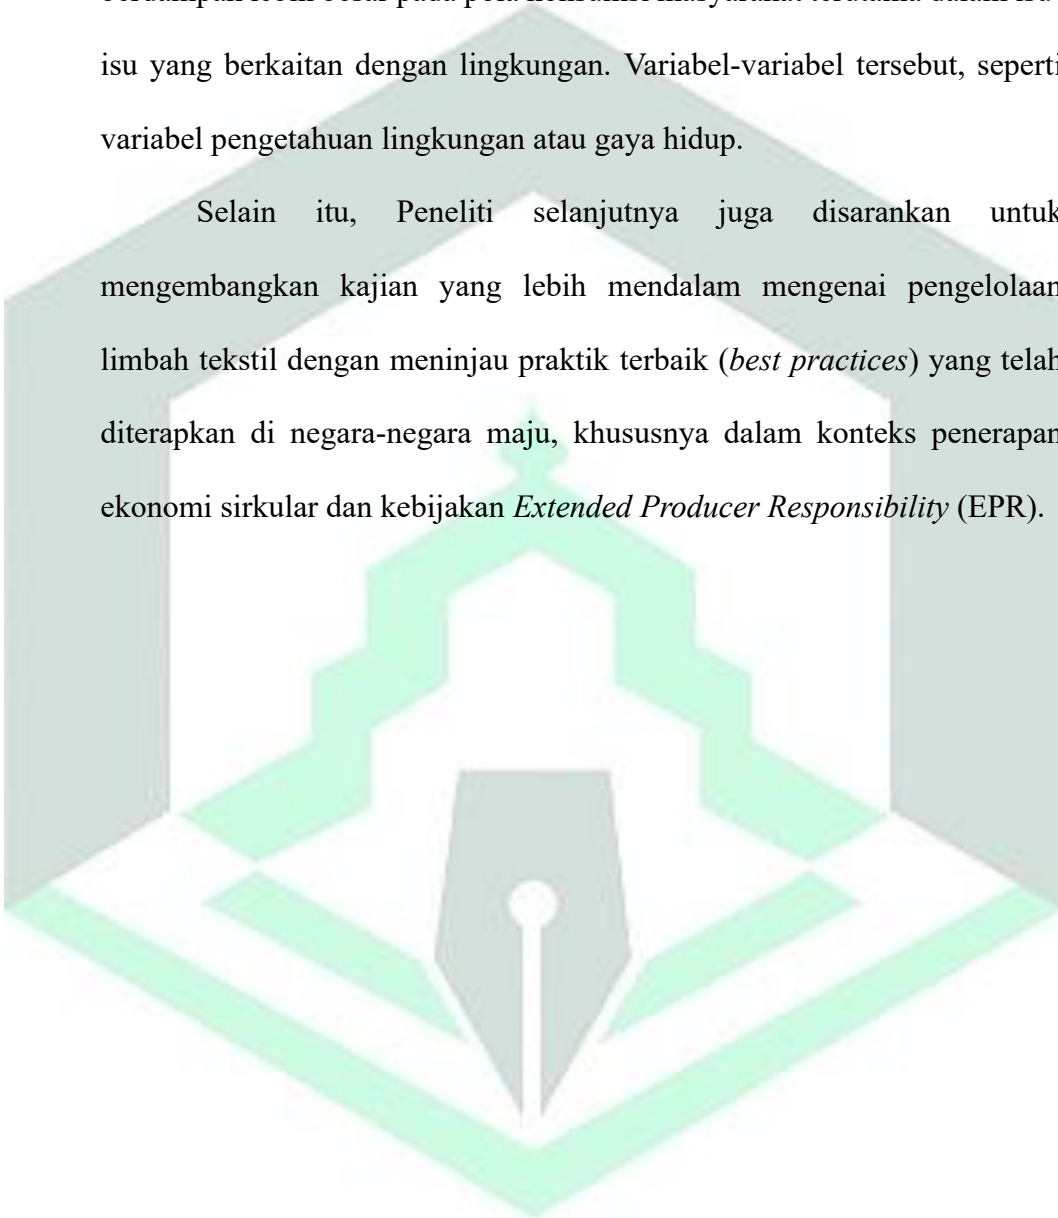 isu yang berkaitan dengan lingkungan. Variabel-variabel tersebut, seperti
variabel pengetahuan lingkungan atau gaya hidup.
Selain itu, Peneliti selanjutnya juga disarankan untuk
mengembangkan kajian yang lebih mendalam mengenai pengelolaan
limbah tekstil dengan meninjau praktik terbaik (best practices) yang telah
diterapkan di negara-negara maju, khususnya dalam konteks penerapan
ekonomi sirkular dan kebijakan Extended Producer Responsibility (EPR).